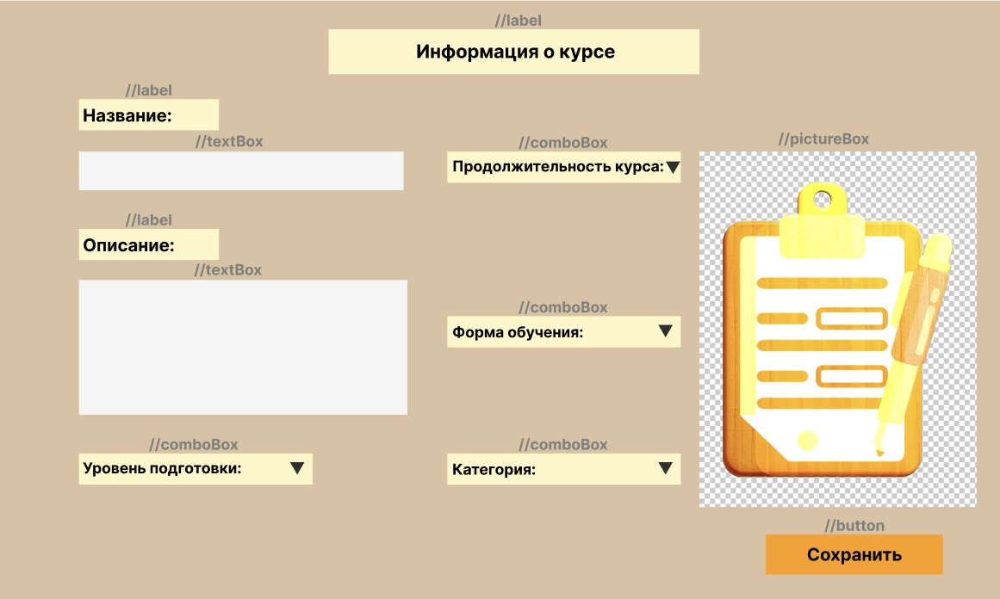 //label
Информация о курсе
//label
Название:
//textBox
//comboBox
Продолжительность курса:
//pictureBox
//label
Описание:
//textBox
//comboBox
Форма обучения:
//comboBox
Уровень подготовки:
//comboBox
Категория:
//button
Сохранить